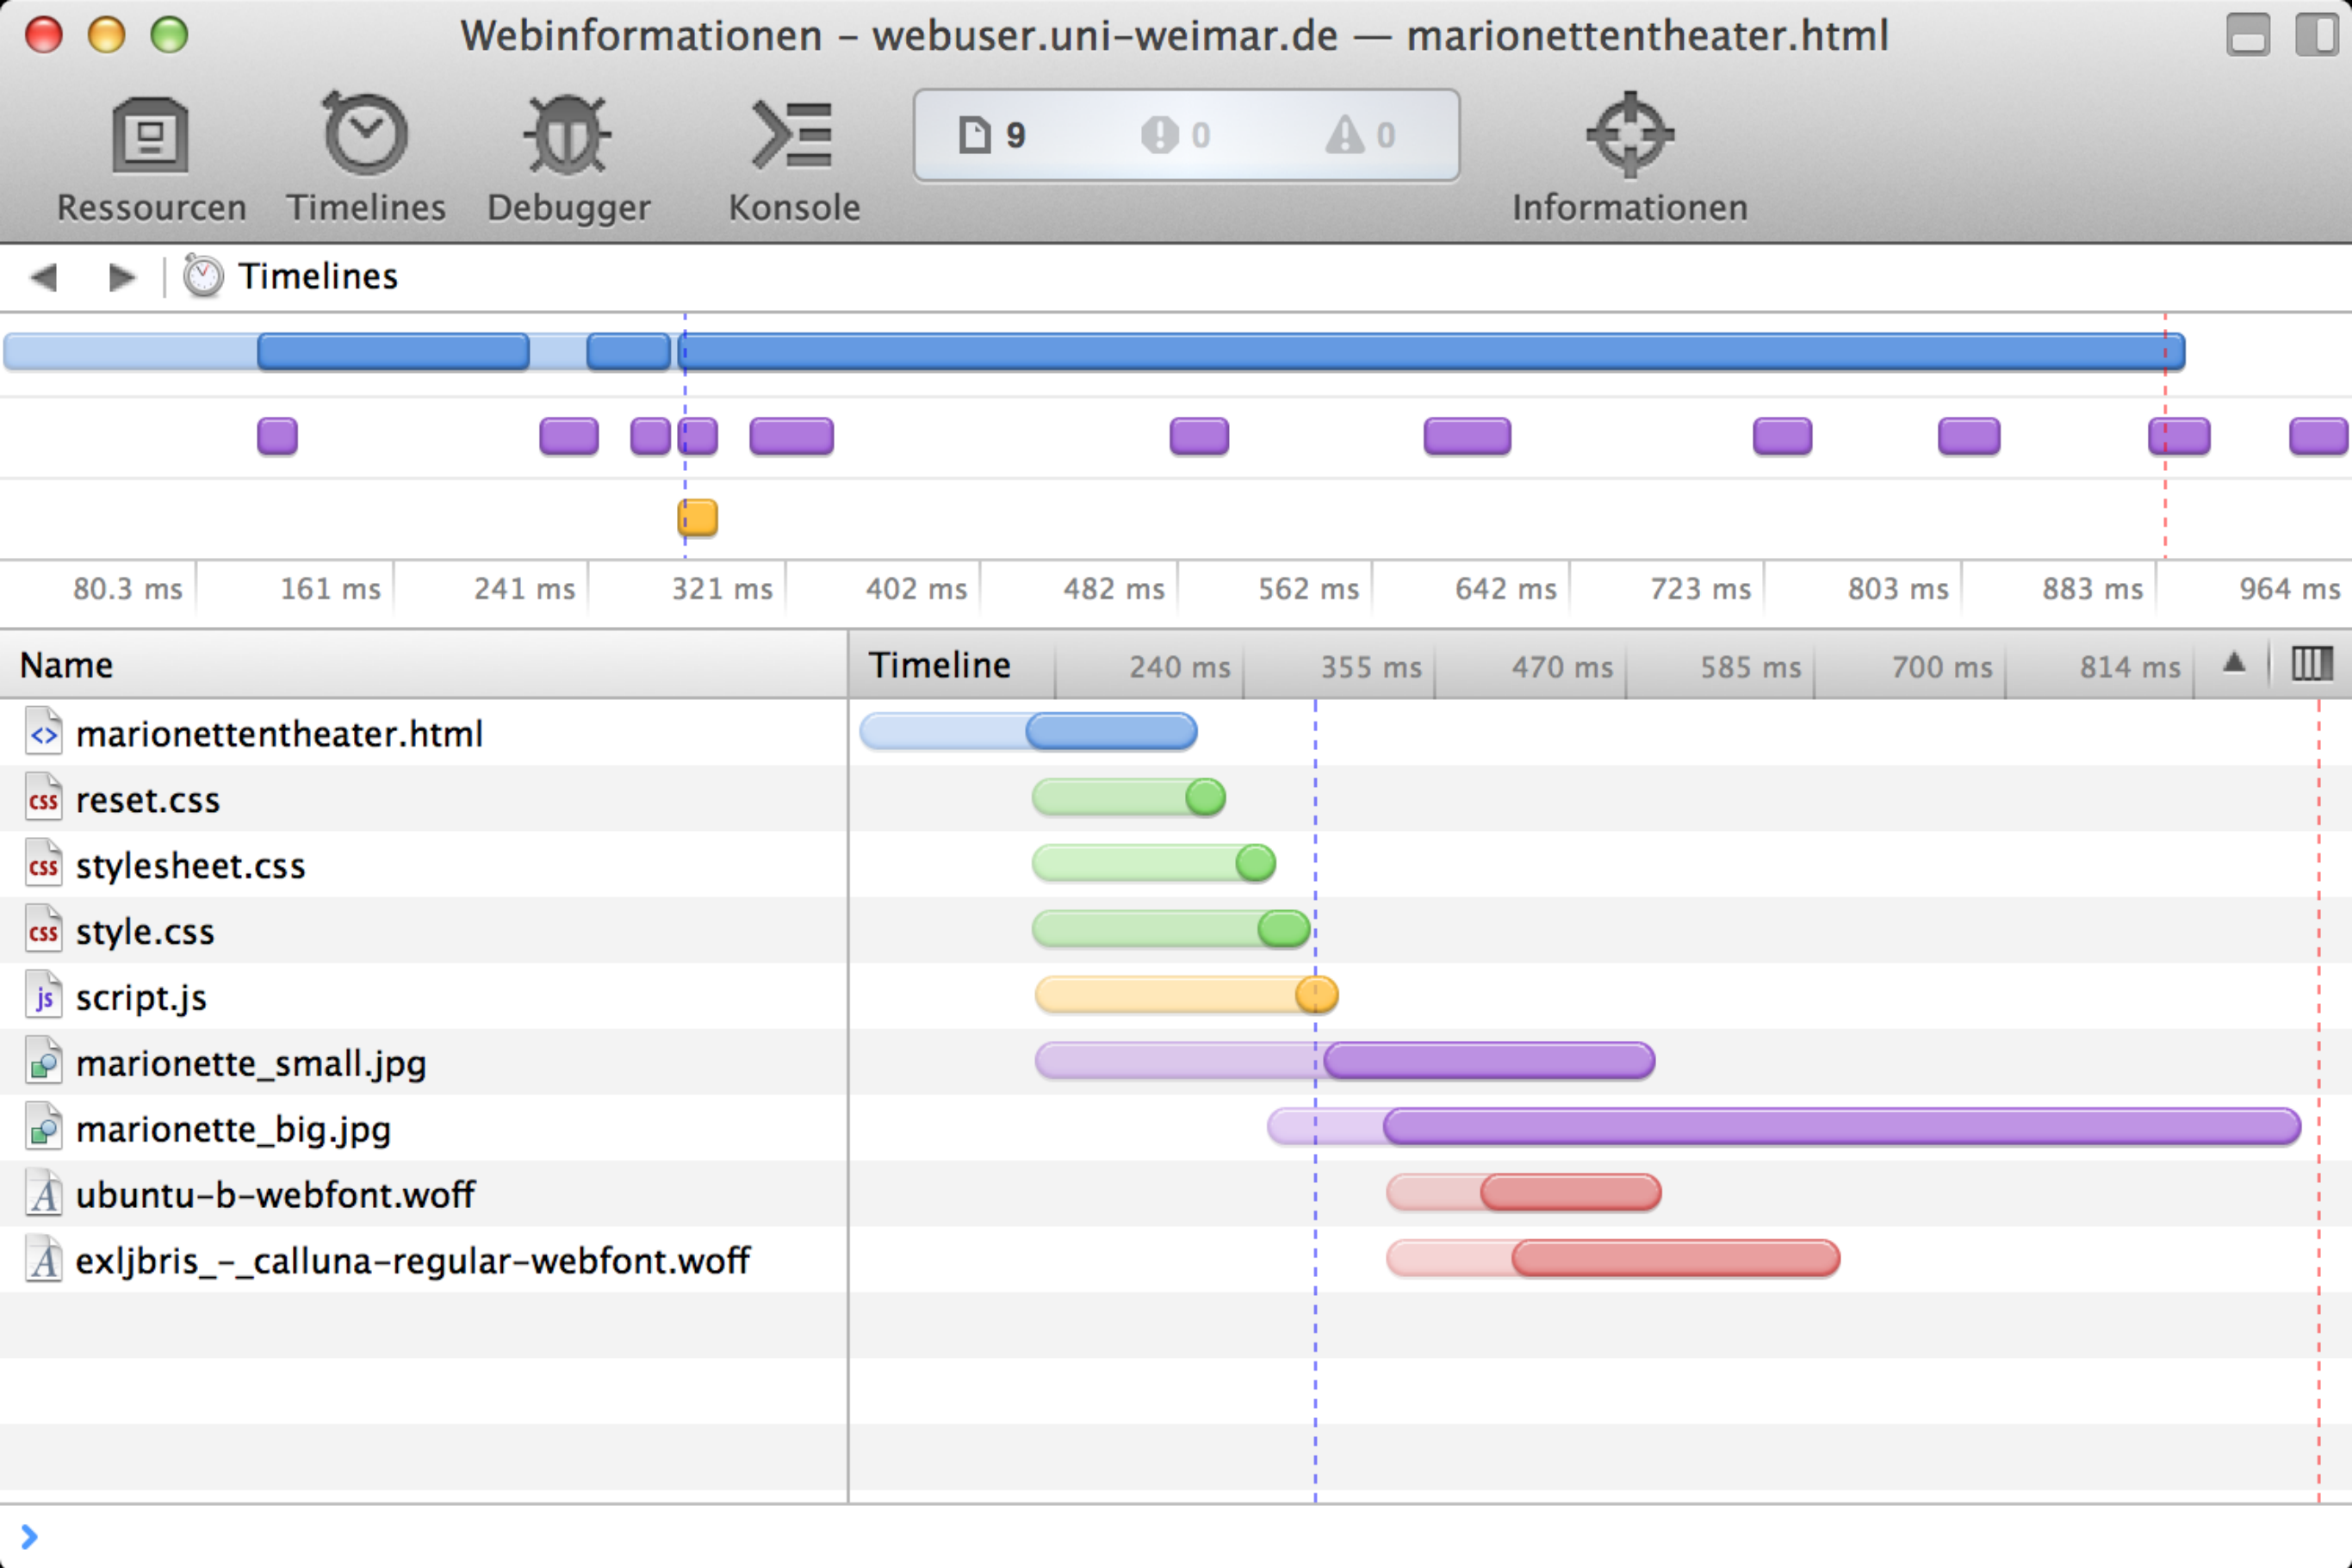 Webinformationen – webuser.uni-weimar.de — marionettentheater.html
9 0 0
Ressourcen Timelines Debugger Konsole Informationen
Timelines
80.3 ms 161 ms 241 ms 321 ms 402 ms 482 ms 562 ms 642 ms 723 ms 803 ms 883 ms 964 ms
Name Timeline 240 ms 355 ms 470 ms 585 ms 700 ms 814 ms
<> marionettentheater.html
css reset.css
css stylesheet.css
css style.css
js script.js
marionette_small.jpg
marionette_big.jpg
A ubuntu-b-webfont.woff
A exljbris_-_calluna-regular-webfont.woff